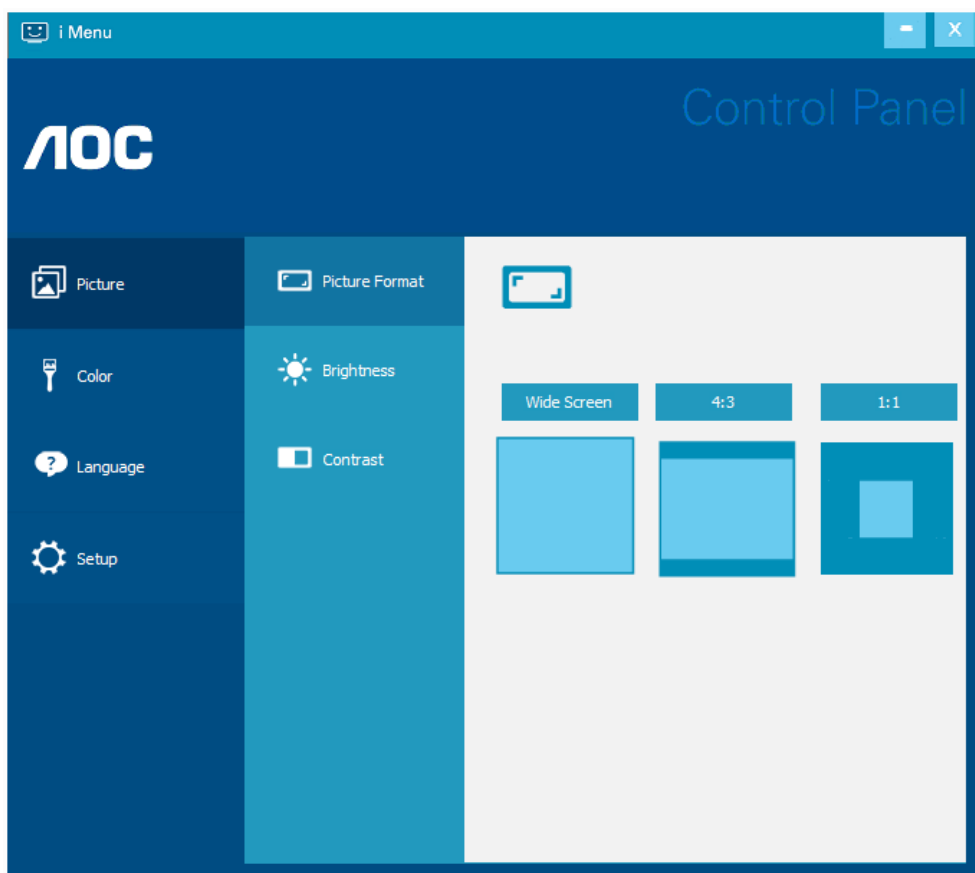 i Menu
Control Panel
AOC
Picture
Color
Language
Setup
Picture Format
Brightness
Contrast
Wide Screen
4:3
1:1